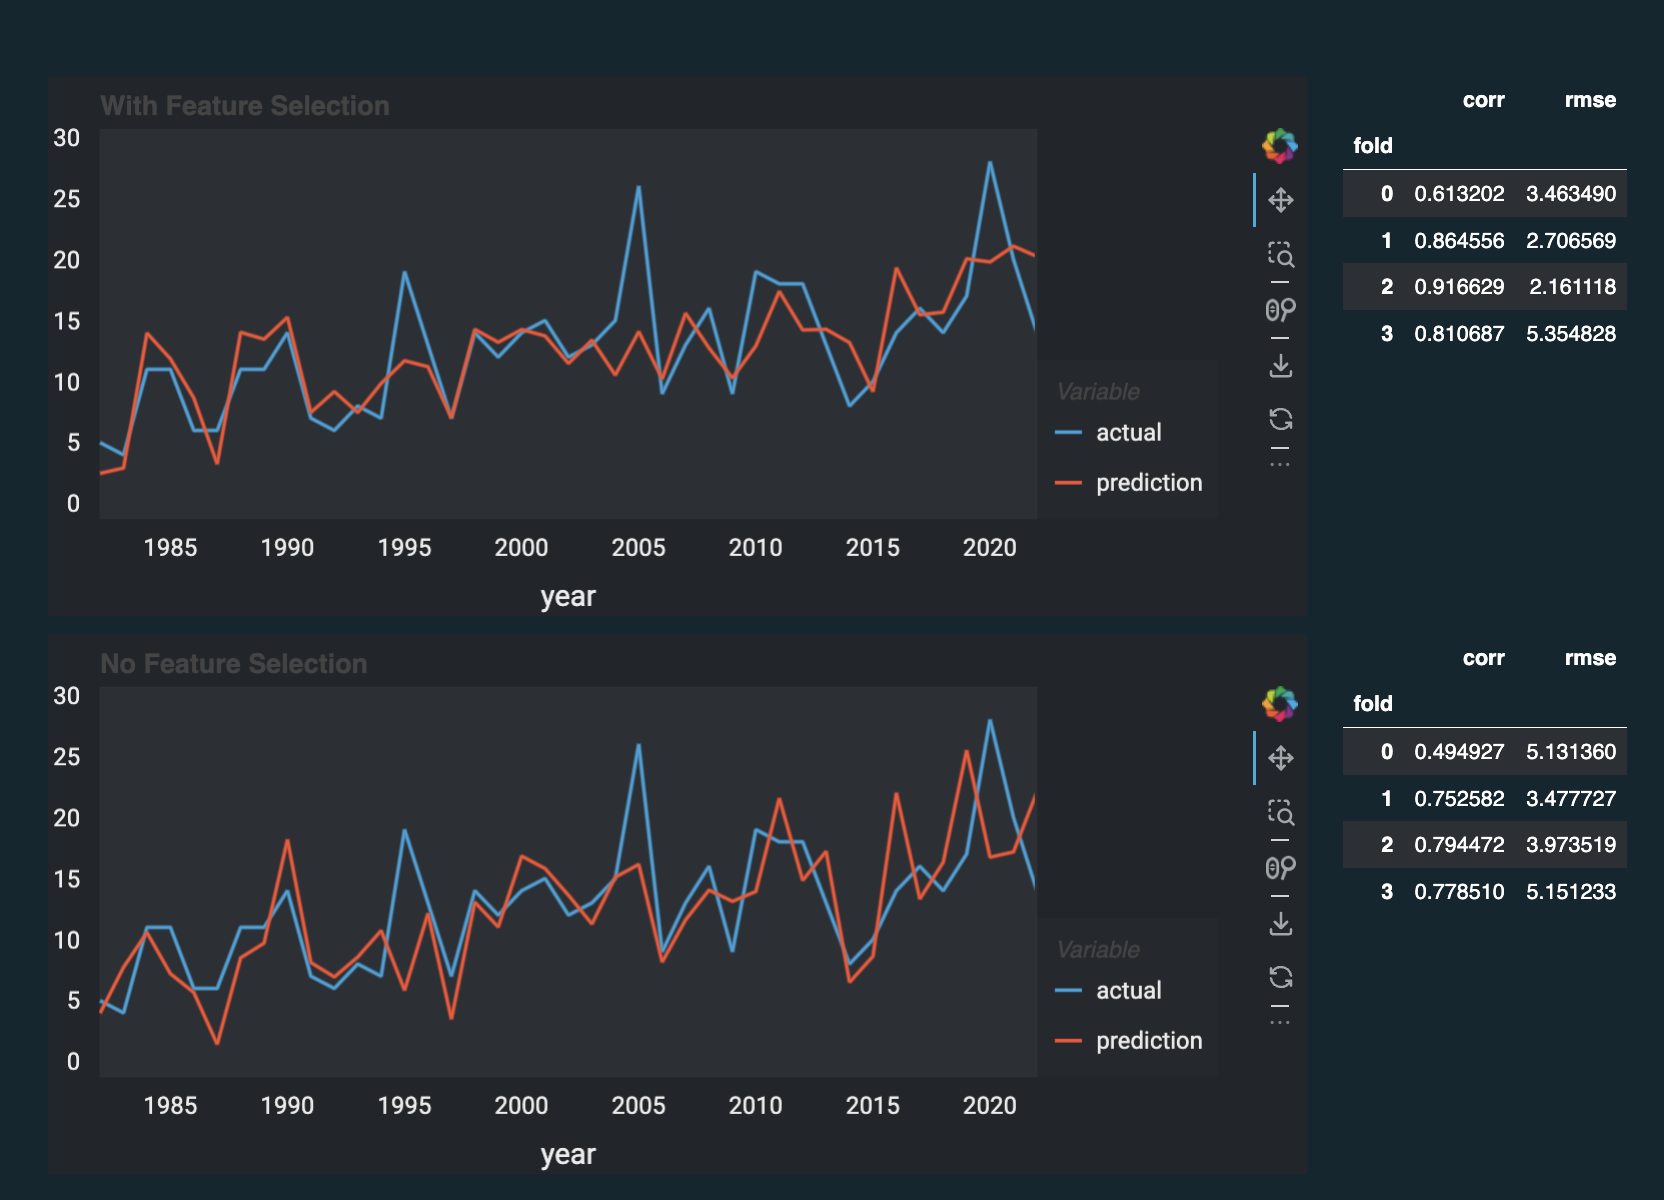 With Feature Selection
30
25
20
15
10
5
0
1985 1990 1995 2000 2005 2010 2015 2020
year
Variable
actual
prediction
corr rmse
fold
0 0.613202 3.463490
1 0.864556 2.706569
2 0.916629 2.161118
3 0.810687 5.354828
No Feature Selection
30
25
20
15
10
5
0
1985 1990 1995 2000 2005 2010 2015 2020
year
Variable
actual
prediction
corr rmse
fold
0 0.494927 5.131360
1 0.752582 3.477727
2 0.794472 3.973519
3 0.778510 5.151233